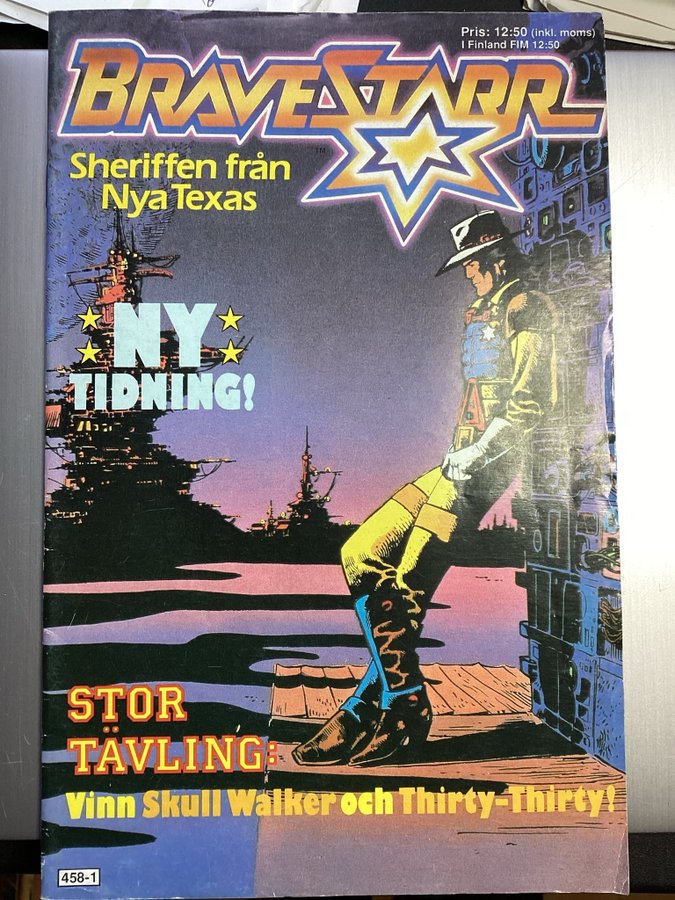 Pris: 12:50 (inkl. moms)
I Finland FIM 12:50
BRAVESTARR
TM
Sheriffen från
Nya Texas
NY
TIDNING!
STOR
TÄVLING:
Vinn Skull Walker och Thirty-Thirty!
458-1